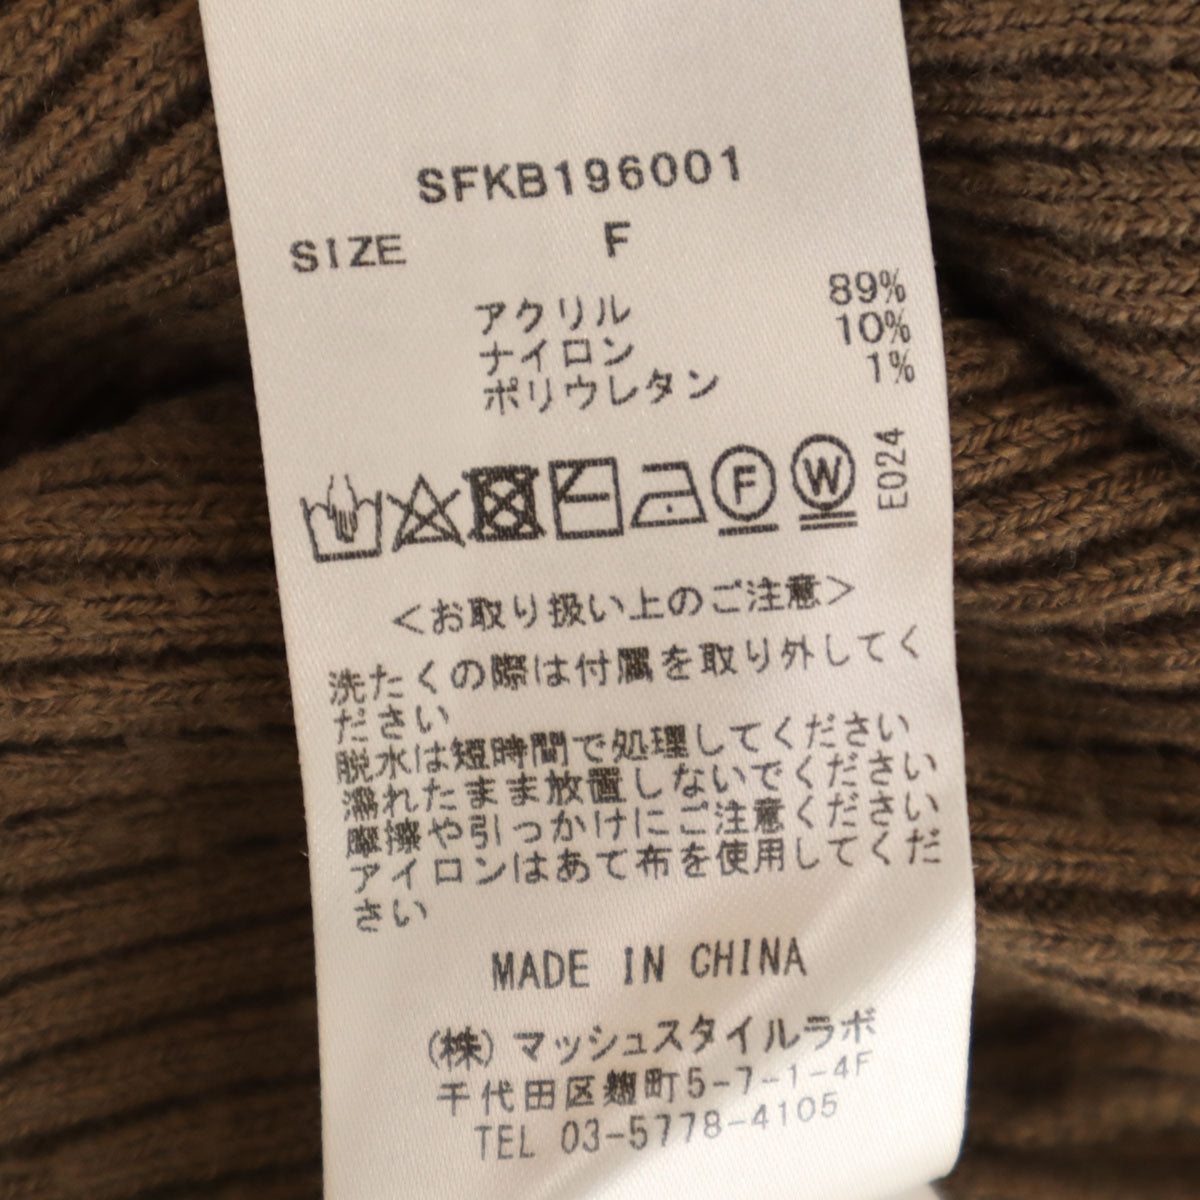 SFKB196001
SIZE F
アクリル 89%
ナイロン 10%
ポリウレタン 1%
F
W
E024
<お取り扱い上のご注意>
洗たくの際は付属を取り外してく
ださい
脱水は短時間で処理してください
濡れたまま放置しないでください
摩擦や引っかけにご注意ください
アイロンはあて布を使用してくだ
さい
MADE IN CHINA
(株)マッシュスタイルラボ
千代田区麹町5-7-1-4F
TEL 03-5778-4105